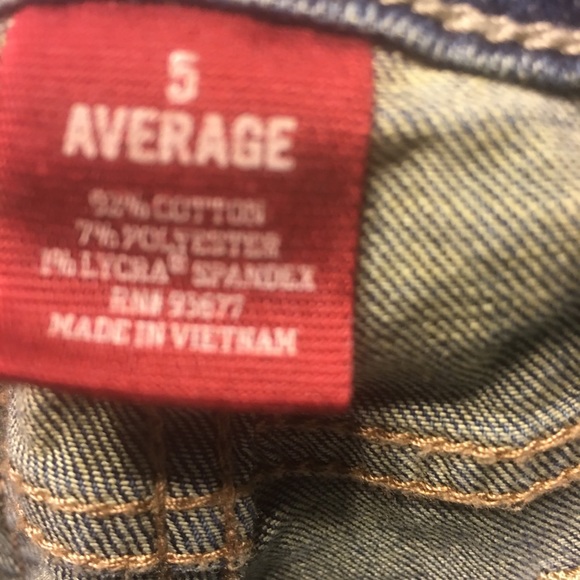 5
AVERAGE
92% COTTON
7% POLYESTER
1% LYCRA® SPANDEX
RN# 93677
MADE IN VIETNAM